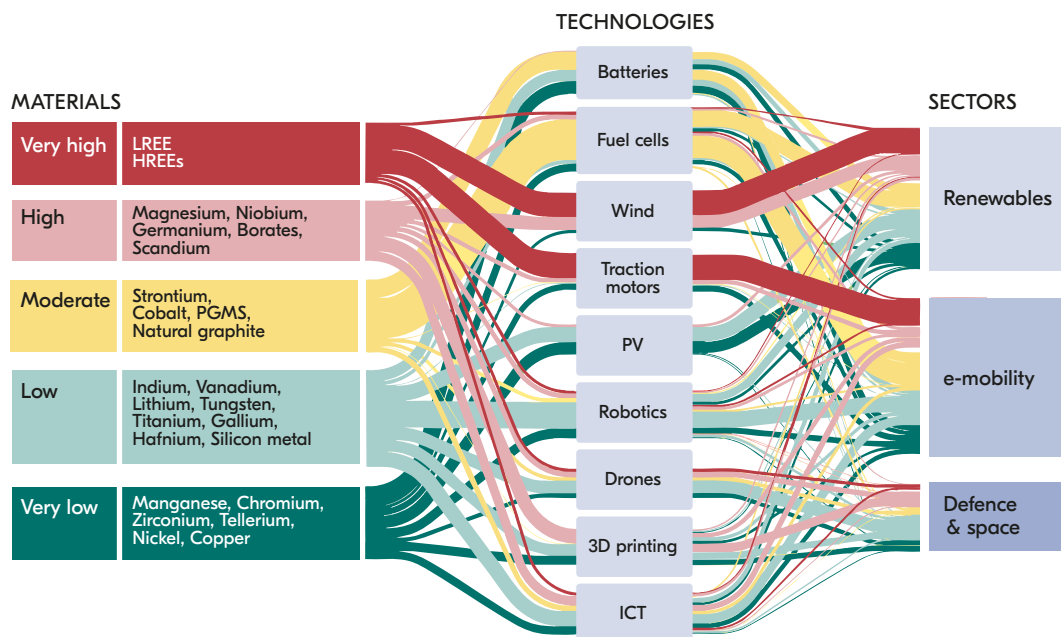 TECHNOLOGIES
MATERIALS
SECTORS
Very high
LREE
HREEs
High
Magnesium, Niobium,
Germanium, Borates,
Scandium
Moderate
Strontium,
Cobalt, PGMS,
Natural graphite
Low
Indium, Vanadium,
Lithium, Tungsten,
Titanium, Gallium,
Hafnium, Silicon metal
Very low
Manganese, Chromium,
Zirconium, Tellerium,
Nickel, Copper
Batteries
Fuel cells
Wind
Traction
motors
PV
Robotics
Drones
3D printing
ICT
Renewables
e-mobility
Defence
& space